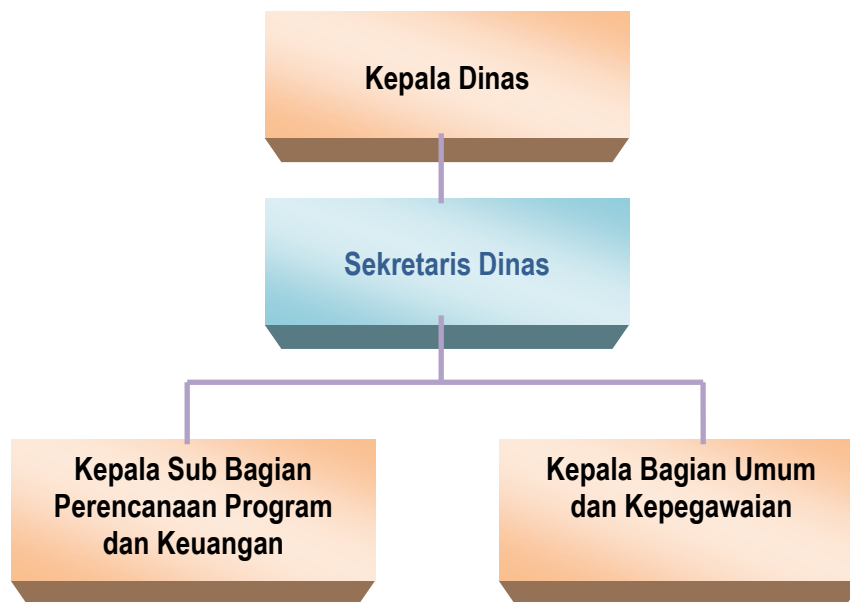 Kepala Dinas
Sekretaris Dinas
Kepala Sub Bagian
Perencanaan Program
dan Keuangan
Kepala Bagian Umum
dan Kepegawaian